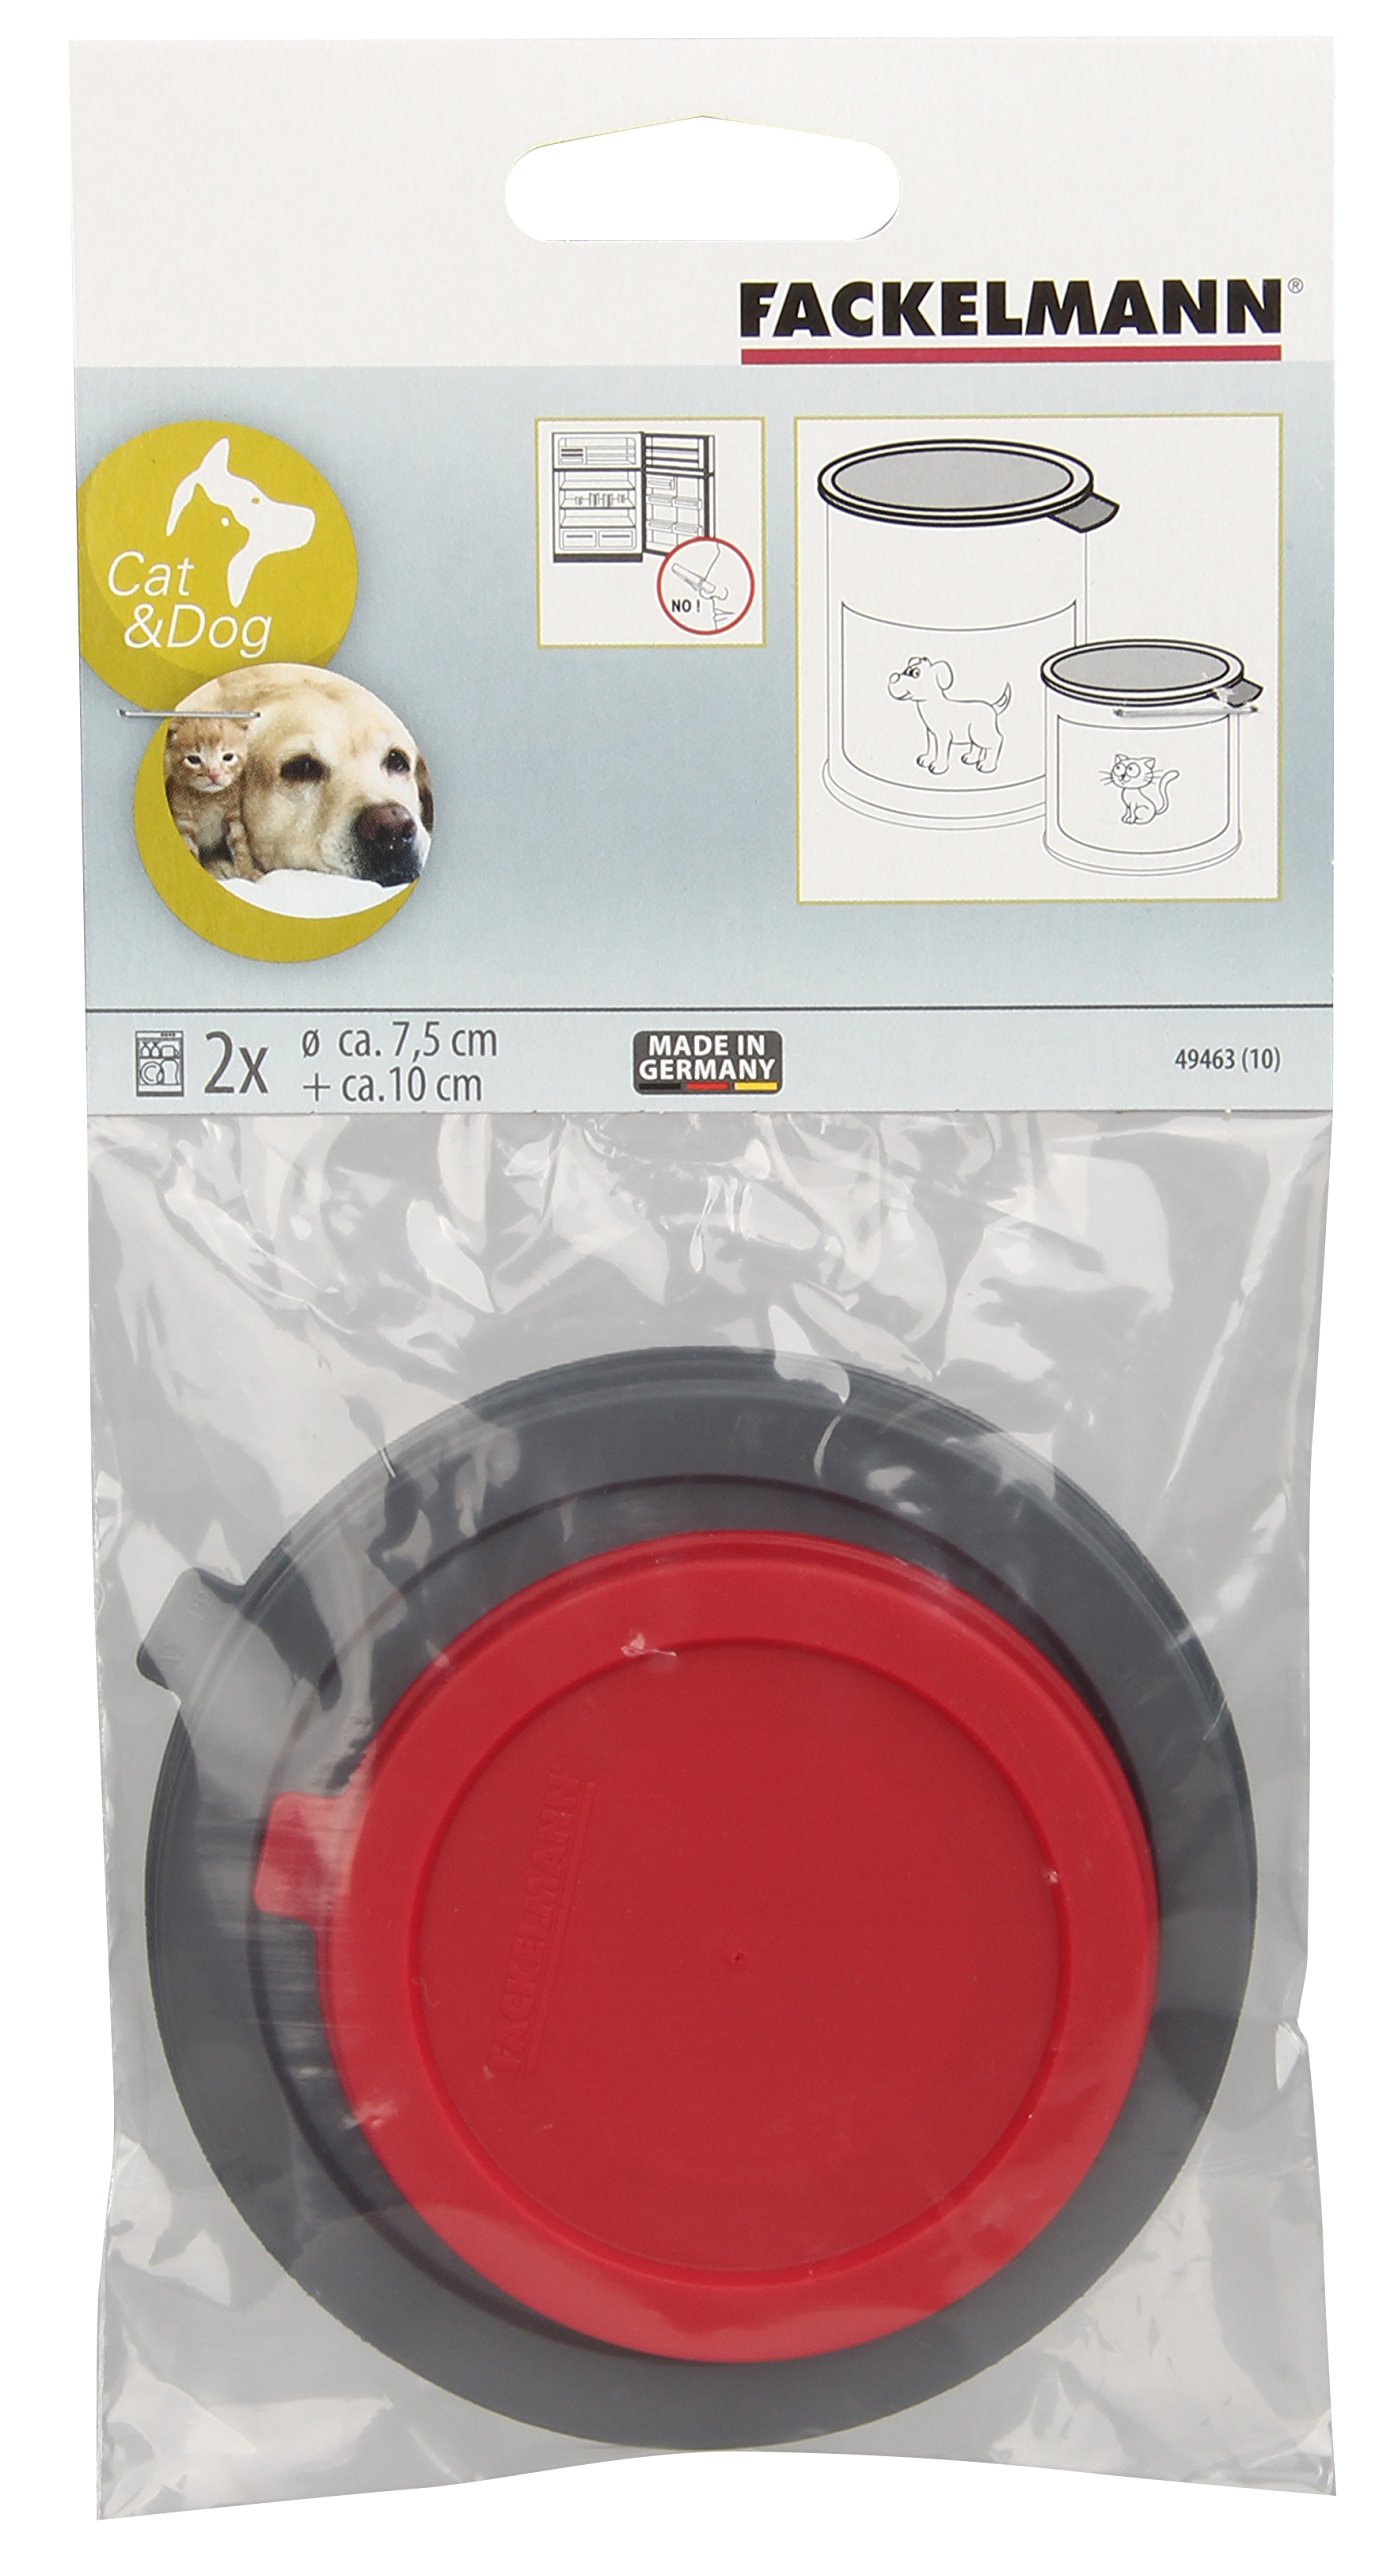 FACKELMANN®
Cat
&Dog
NO !
2x
ø ca. 7,5 cm
+ ca.10 cm
MADE IN
GERMANY
49463 (10)
FACKELMANN